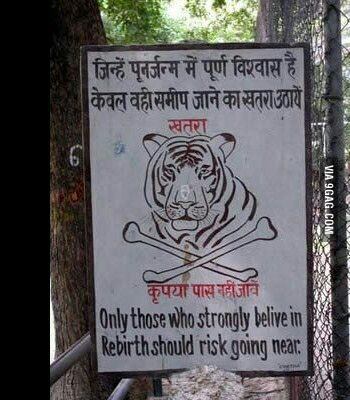 जिन्हें पुनर्जन्म में पूर्ण विश्वास है
केवल वही समीप जाने का खतरा उठायें
खतरा
कृपया पास नहीं जावें
Only those who strongly belive in
Rebirth should risk going near.
6
VIA 9GAG.COM